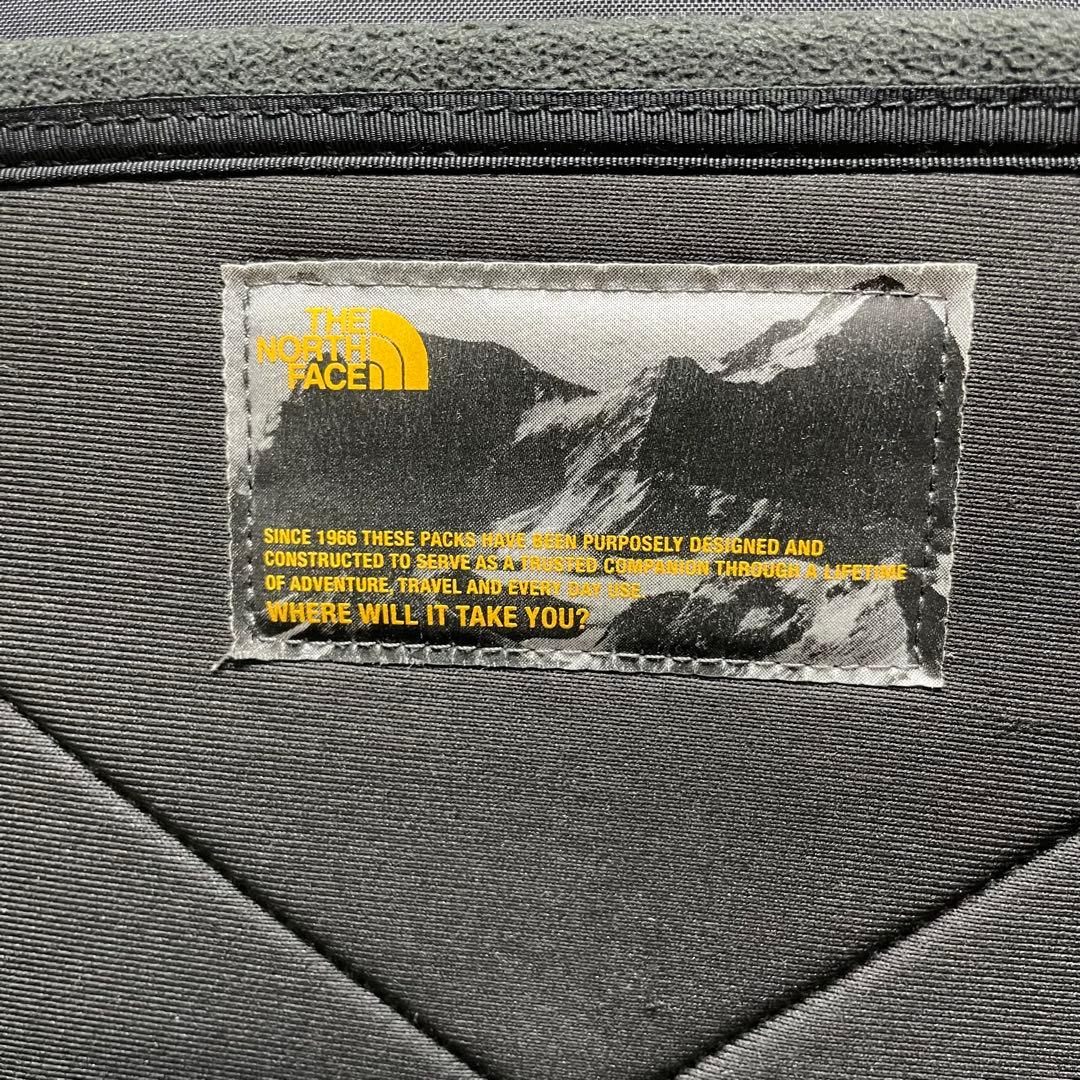 THE
NORTH
FACE
SINCE 1966 THESE PACKS HAVE BEEN PURPOSELY DESIGNED AND
CONSTRUCTED TO SERVE AS A TRUSTED COMPANION THROUGH A LIFETIME
OF ADVENTURE, TRAVEL AND EVERY DAY USE.
WHERE WILL IT TAKE YOU?